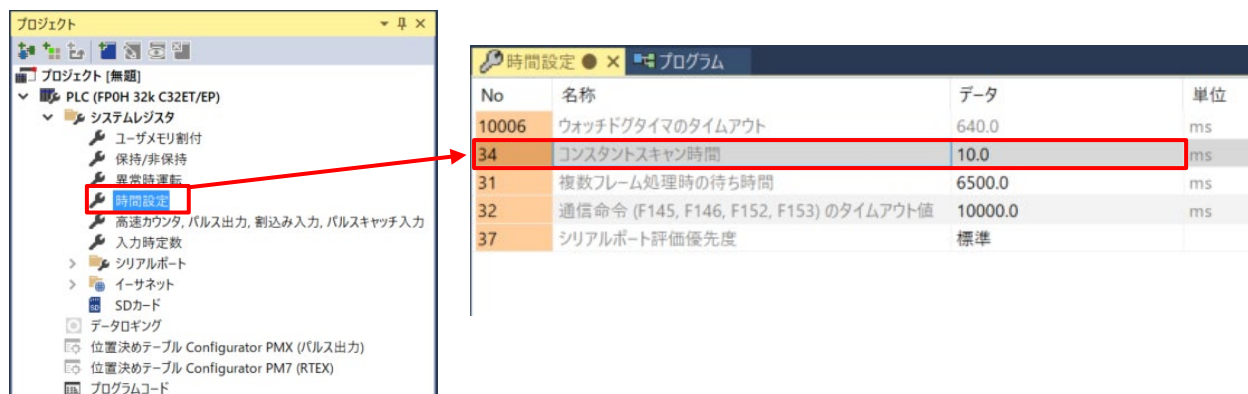 プロジェクト
プロジェクト [無題]
PLC (FP0H 32k C32ET/EP)
システムレジスタ
ユーザメモリ割付
保持/非保持
異常時運転
時間設定
高速カウンタ, パルス出力, 割込み入力, パルスキャッチ入力
入力時定数
シリアルポート
イーサネット
SDカード
データロギング
位置決めテーブル Configurator PMX (パルス出力)
位置決めテーブル Configurator PM7 (RTEX)
プログラムコード
時間設定 プログラム
No 名称 データ 単位
10006 ウォッチドグタイマのタイムアウト 640.0 ms
34 コンスタントスキャン時間 10.0 ms
31 複数フレーム処理時の待ち時間 6500.0 ms
32 通信命令 (F145, F146, F152, F153) のタイムアウト値 10000.0 ms
37 シリアルポート評価優先度 標準